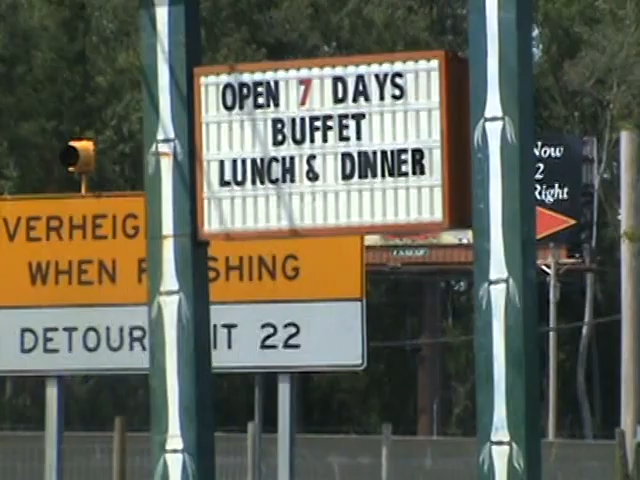 OPEN 7 DAYS
BUFFET
LUNCH & DINNER
VERHEIG
WHEN F SHING
DETOUR IT 22
Now
2
Right